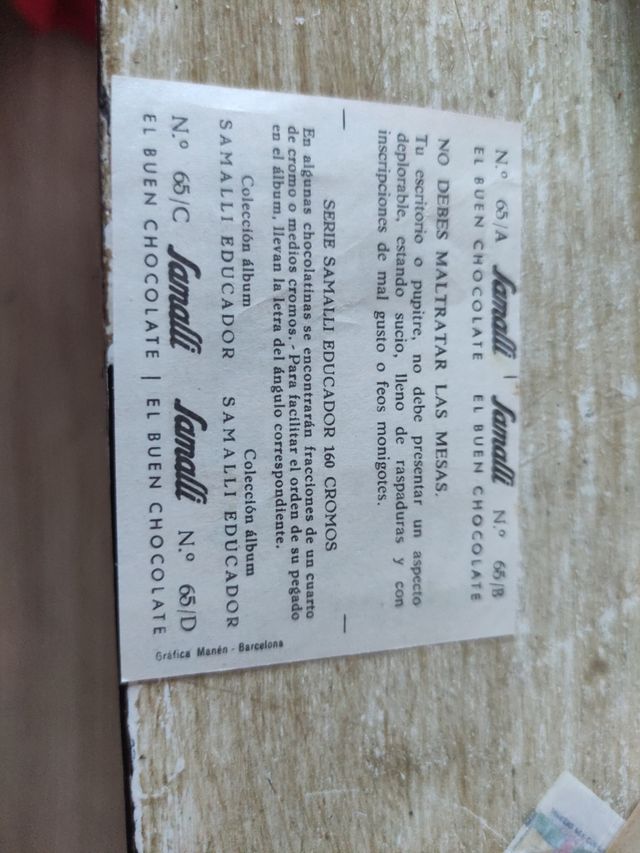 N.º 65/A Samalli | Samalli N.º 65/B
EL BUEN CHOCOLATE EL BUEN CHOCOLATE
NO DEBES MALTRATAR LAS MESAS.
Tu escritorio o pupitre, no debe presentar un aspecto
deplorable, estando sucio, lleno de raspaduras y con
inscripciones de mal gusto o feos monigotes.
SERIE SAMALLI EDUCADOR 160 CROMOS
En algunas chocolatinas se encontrarán fracciones de un cuarto
de cromo o medios cromos. - Para facilitar el orden de su pegado
en el álbum, llevan la letra del ángulo correspondiente.
Colección álbum Colección álbum
SAMALLI EDUCADOR SAMALLI EDUCADOR
N.º 65/C Samalli Samalli N.º 65/D
EL BUEN CHOCOLATE | EL BUEN CHOCOLATE
Gráfica Manén - Barcelona